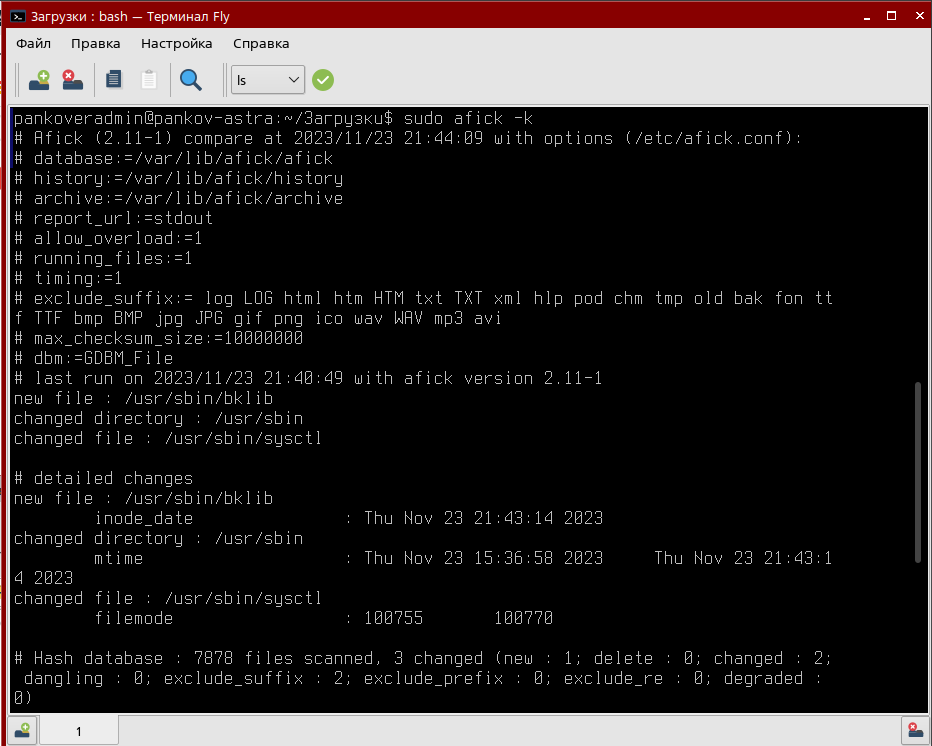 Загрузки : bash — Терминал Fly
Файл Правка Настройка Справка
ls
pankoveradmin@pankov-astra:~/Загрузки$ sudo afick -k
# Afick (2.11-1) compare at 2023/11/23 21:44:09 with options (/etc/afick.conf):
# database:=/var/lib/afick/afick
# history:=/var/lib/afick/history
# archive:=/var/lib/afick/archive
# report_url:=stdout
# allow_overload:=1
# running_files:=1
# timing:=1
# exclude_suffix:= log LOG html htm HTM txt TXT xml hlp pod chm tmp old bak fon tt
f TTF bmp BMP jpg JPG gif png ico wav WAV mp3 avi
# max_checksum_size:=10000000
# dbm:=GDBM_File
# last run on 2023/11/23 21:40:49 with afick version 2.11-1
new file : /usr/sbin/bklib
changed directory : /usr/sbin
changed file : /usr/sbin/sysctl
# detailed changes
new file : /usr/sbin/bklib
inode_date : Thu Nov 23 21:43:14 2023
changed directory : /usr/sbin
mtime : Thu Nov 23 15:36:58 2023 Thu Nov 23 21:43:1
4 2023
changed file : /usr/sbin/sysctl
filemode : 100755 100770
# Hash database : 7878 files scanned, 3 changed (new : 1; delete : 0; changed : 2;
dangling : 0; exclude_suffix : 2; exclude_prefix : 0; exclude_re : 0; degraded :
0)
1